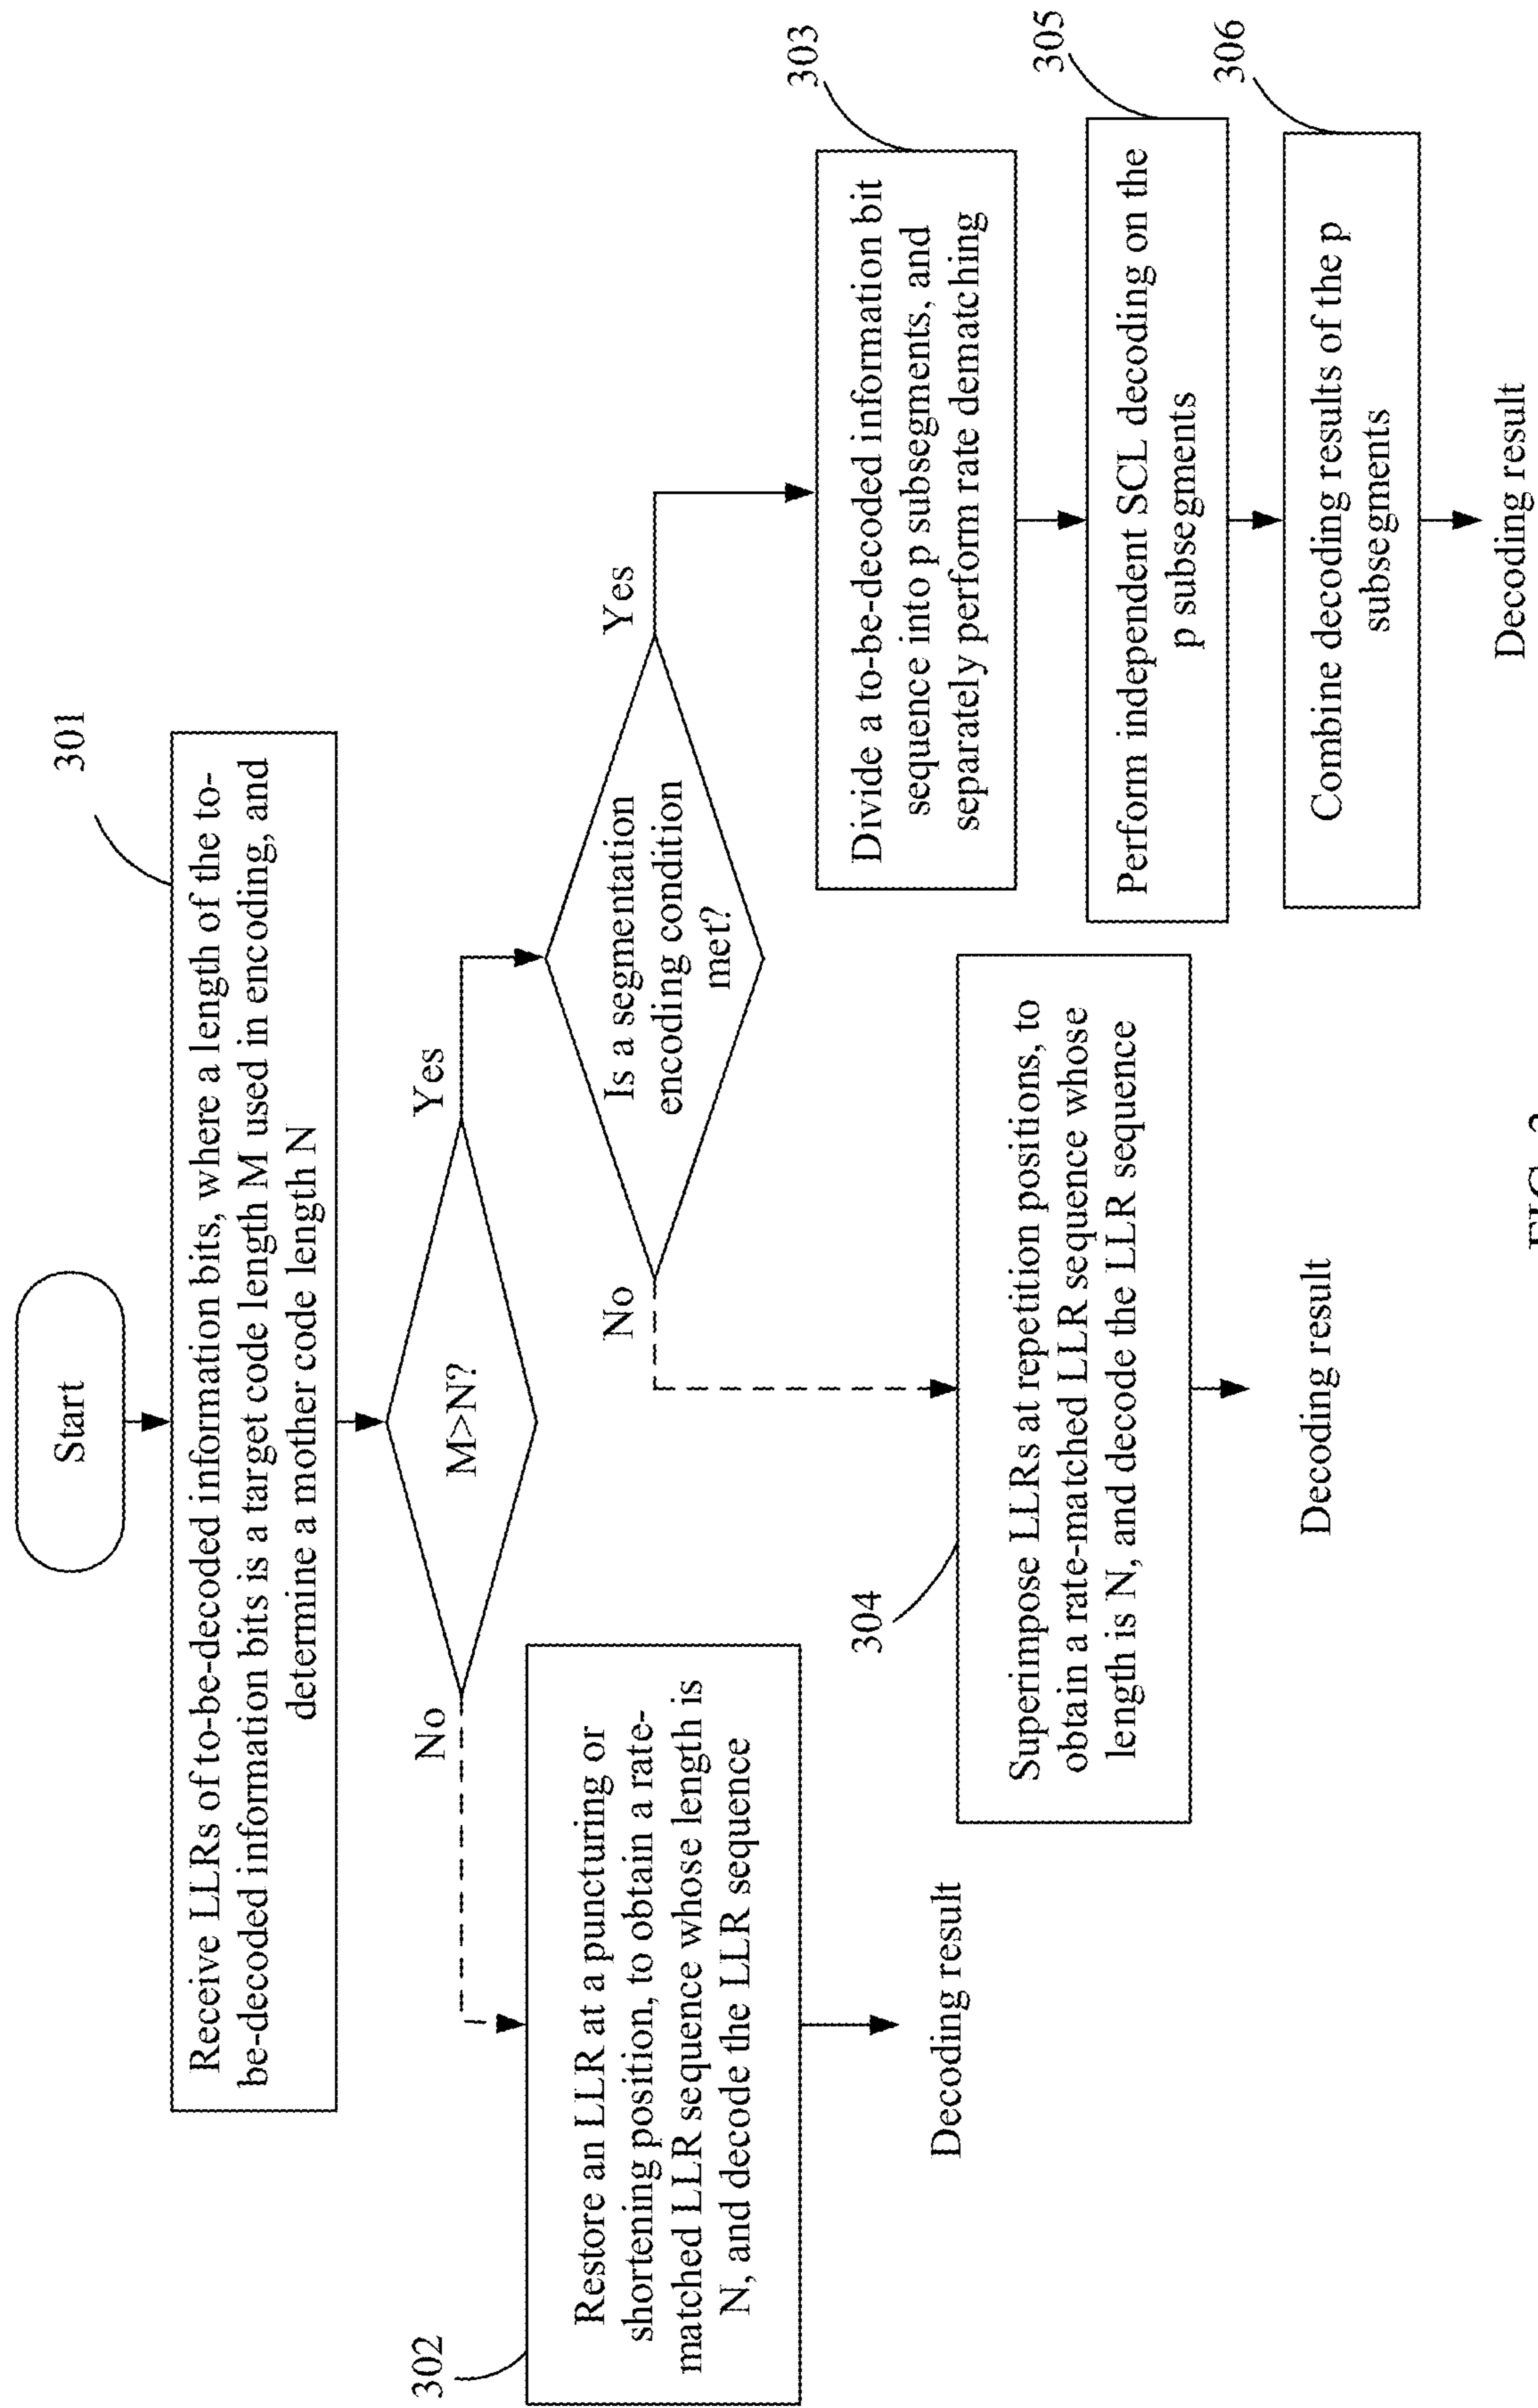 Start
301
Receive LLRs of to-be-decoded information bits, where a length of the to-
be-decoded information bits is a target code length M used in encoding, and
determine a mother code length N
M>N?
No
Yes
302
Restore an LLR at a puncturing or
shortening position, to obtain a rate-
matched LLR sequence whose length is
N, and decode the LLR sequence
Decoding result
Is a segmentation
encoding condition
met?
No
Yes
304
Superimpose LLRs at repetition positions, to
obtain a rate-matched LLR sequence whose
length is N, and decode the LLR sequence
Decoding result
303
Divide a to-be-decoded information bit
sequence into p subsegments, and
separately perform rate dematching
305
Perform independent SCL decoding on the
p subsegments
306
Combine decoding results of the p
subsegments
Decoding result